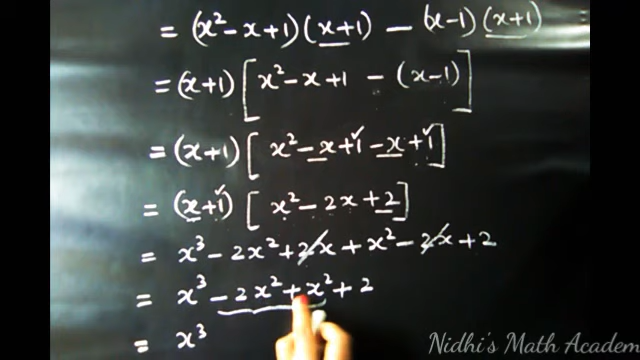 = (x² - x + 1) (x + 1) - (x - 1) (x + 1)
= (x + 1) [x² - x + 1 - (x - 1)]
= (x + 1) [x² - x + 1 - x + 1]
= (x + 1) [x² - 2x + 2]
= x³ - 2x² + 2x + x² - 2x + 2
= x³ - 2x² + x² + 2
= x³
Nidhi's Math Academ